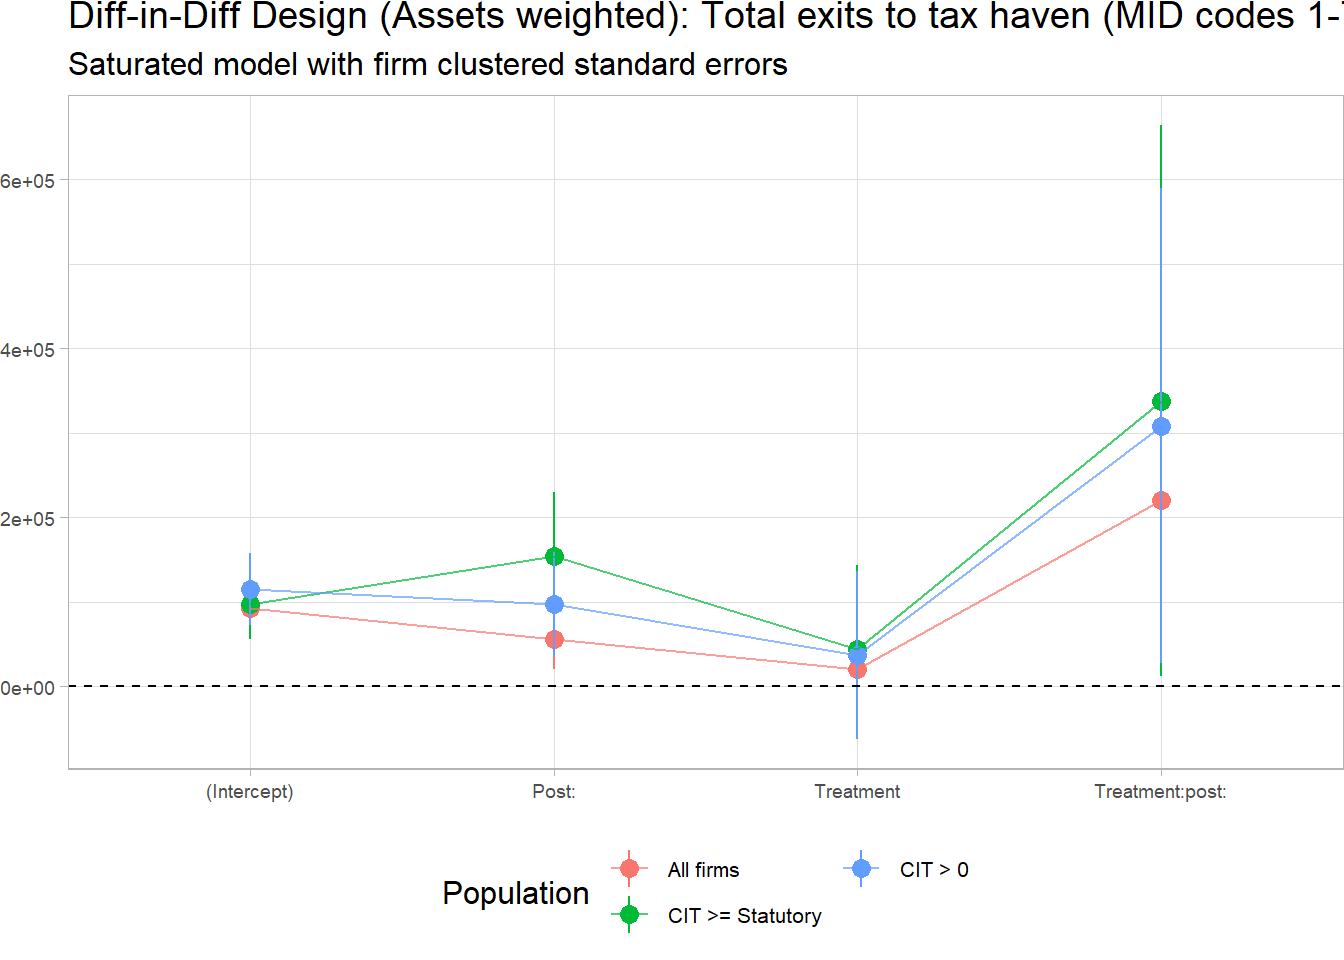 Diff-in-Diff Design (Assets weighted): Total exits to tax haven (MID codes 1-
Saturated model with firm clustered standard errors
6e+05
4e+05
2e+05
0e+00
(Intercept)
Post:
Treatment
Treatment:post:
Population
All firms
CIT > 0
CIT >= Statutory